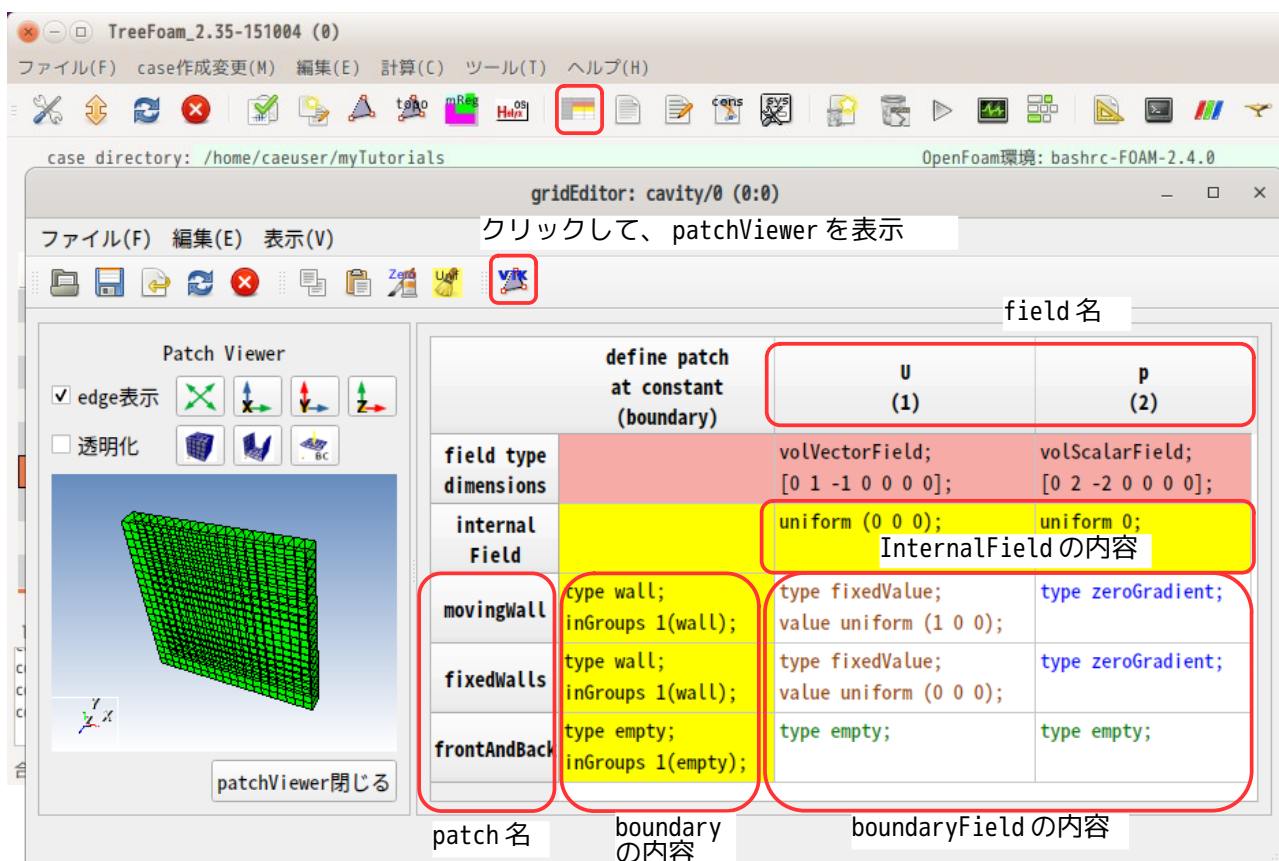 TreeFoam_2.35-151004 (0)
ファイル(F) case作成変更(M) 編集(E) 計算(C) ツール(T) ヘルプ(H)
topo mReg Helyx OS cons sys
case directory: /home/caeuser/myTutorials OpenFoam環境: bashrc-FOAM-2.4.0
gridEditor: cavity/0 (0:0)
クリックして、 patchViewer を表示
ファイル(F) 編集(E) 表示(V)
Zero VTK
field 名
Patch Viewer
edge表示
X Y Z
透明化
BC
Y
Z X
patchViewer閉じる
define patch
at constant
(boundary)
U
(1)
p
(2)
field type
dimensions
volVectorField;
[0 1 -1 0 0 0 0];
volScalarField;
[0 2 -2 0 0 0 0];
internal
Field
uniform (0 0 0);
uniform 0;
InternalField の内容
movingWall
type wall;
inGroups 1(wall);
type fixedValue;
value uniform (1 0 0);
type zeroGradient;
fixedWalls
type wall;
inGroups 1(wall);
type fixedValue;
value uniform (0 0 0);
type zeroGradient;
frontAndBack
type empty;
inGroups 1(empty);
type empty;
type empty;
patch 名
boundary
の内容
boundaryField の内容